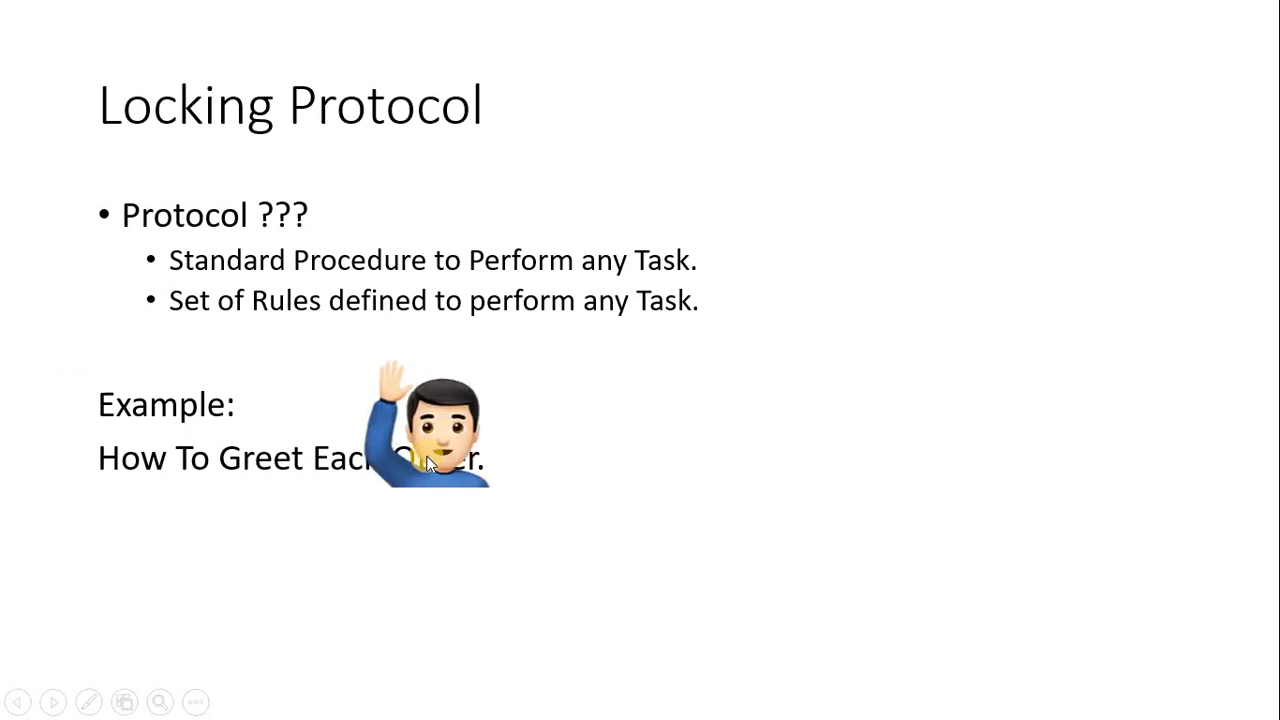 Locking Protocol
• Protocol ???
• Standard Procedure to Perform any Task.
• Set of Rules defined to perform any Task.
Example:
How To Greet Each